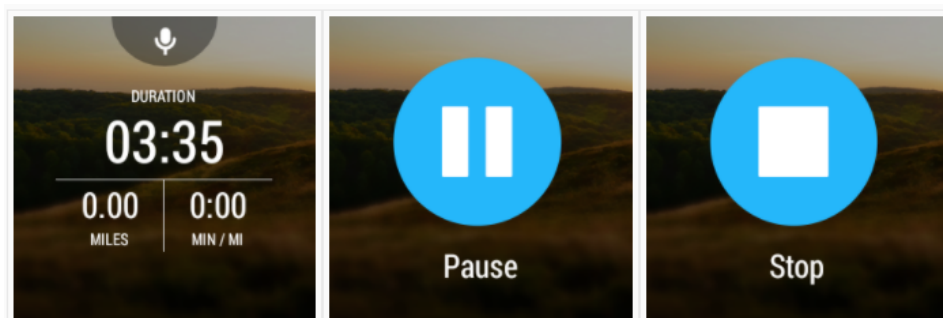 DURATION
03:35
0.00 0:00
MILES MIN / MI
Pause
Stop